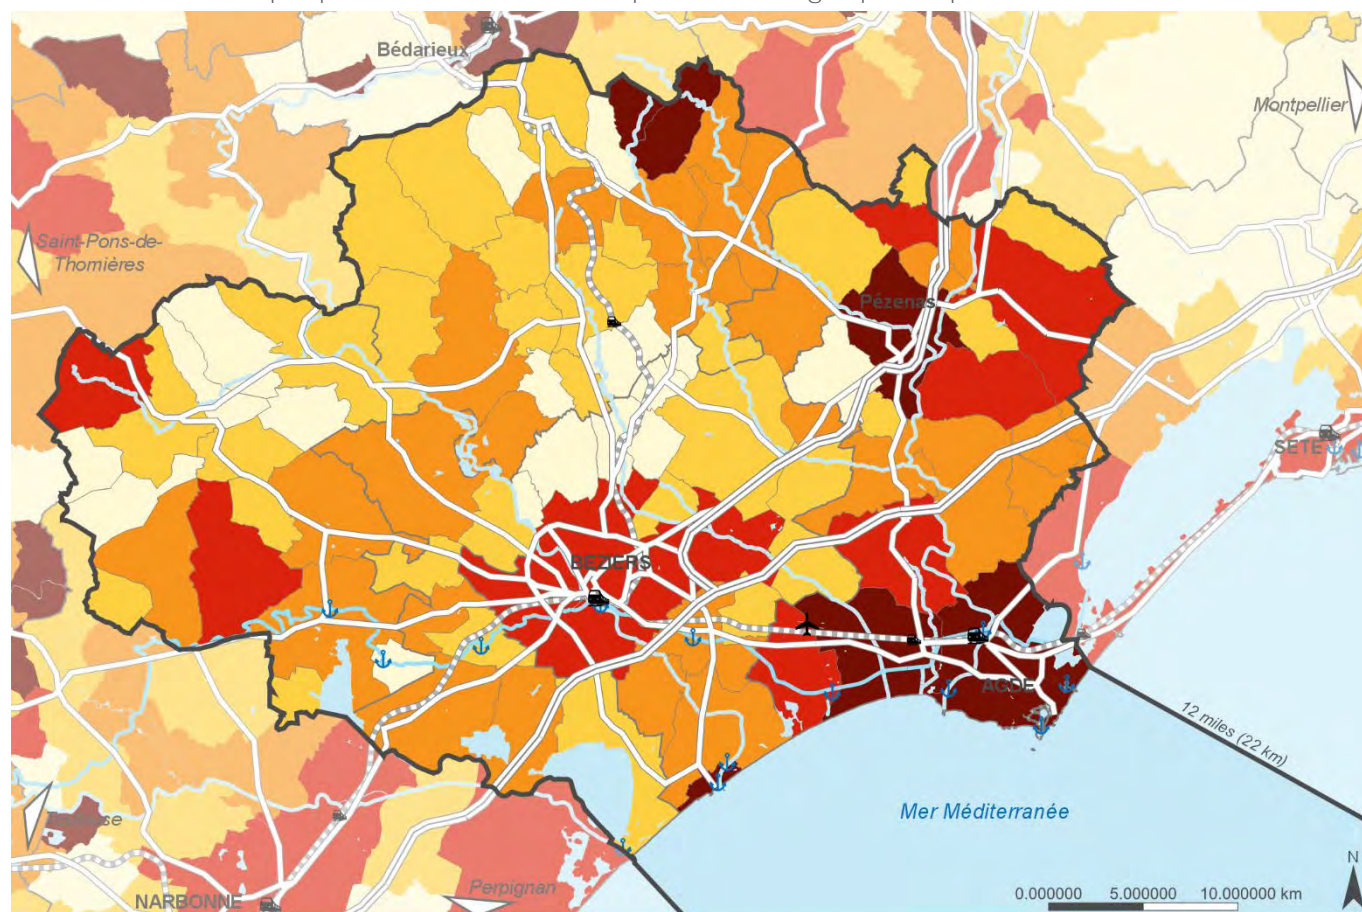 Bédarieux
Montpellier
Saint-Pons-de-
Thomières
Pézenas
SETE
BEZIERS
AGDE
12 miles (22 km)
Mer Méditerranée
Perpignan
NARBONNE
N
0.000000 5.000000 10.000000 km